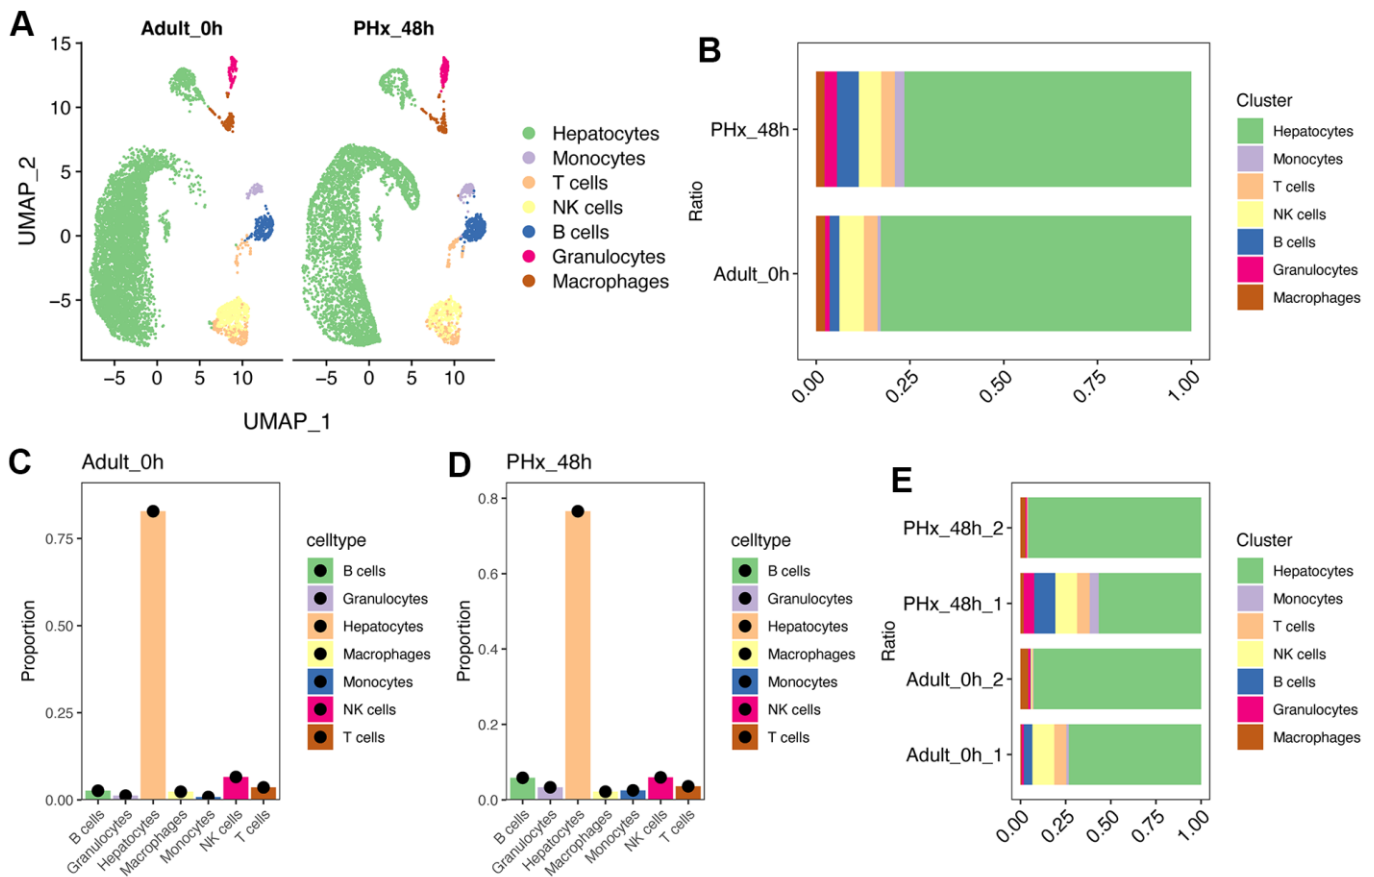 A
Adult_0h
PHx_48h
15
10
5
0
−5
UMAP_2
−5
0
5
10
−5
0
5
10
UMAP_1
Hepatocytes
Monocytes
T cells
NK cells
B cells
Granulocytes
Macrophages
B
Ratio
PHx_48h
Adult_0h
0.00
0.25
0.50
0.75
1.00
Cluster
Hepatocytes
Monocytes
T cells
NK cells
B cells
Granulocytes
Macrophages
C
Adult_0h
Proportion
0.75
0.50
0.25
0.00
B cells
Granulocytes
Hepatocytes
Macrophages
Monocytes
NK cells
T cells
celltype
B cells
Granulocytes
Hepatocytes
Macrophages
Monocytes
NK cells
T cells
D
PHx_48h
Proportion
0.8
0.6
0.4
0.2
0.0
B cells
Granulocytes
Hepatocytes
Macrophages
Monocytes
NK cells
T cells
celltype
B cells
Granulocytes
Hepatocytes
Macrophages
Monocytes
NK cells
T cells
E
Ratio
PHx_48h_2
PHx_48h_1
Adult_0h_2
Adult_0h_1
0.00
0.25
0.50
0.75
1.00
Cluster
Hepatocytes
Monocytes
T cells
NK cells
B cells
Granulocytes
Macrophages